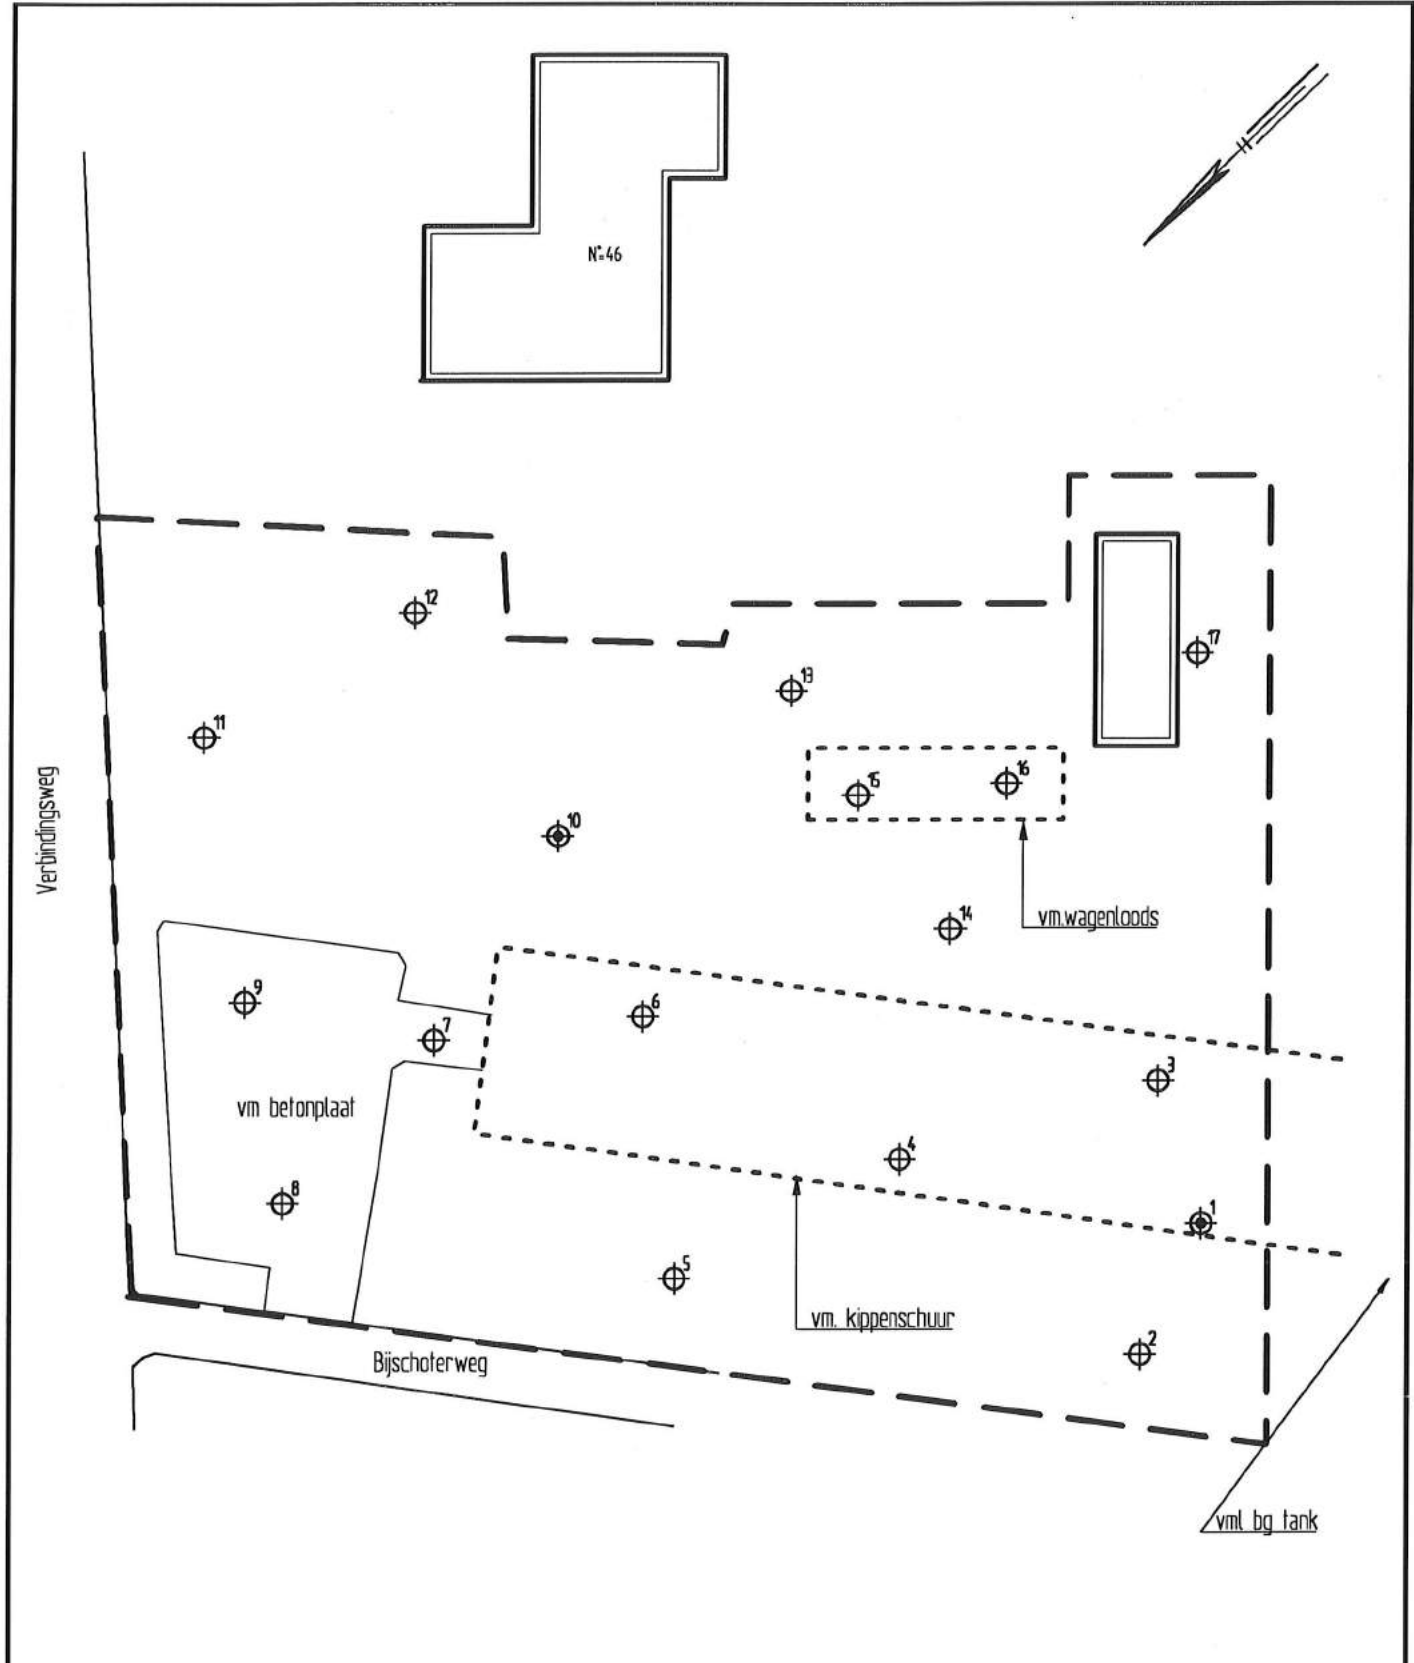 N°=46
12
17
13
11
Verbindingsweg
15
16
10
14
vm.wagenloods
9
6
7
3
vm betonplaat
4
8
1
5
vm. kippenschuur
2
Bijschoterweg
vml bg tank